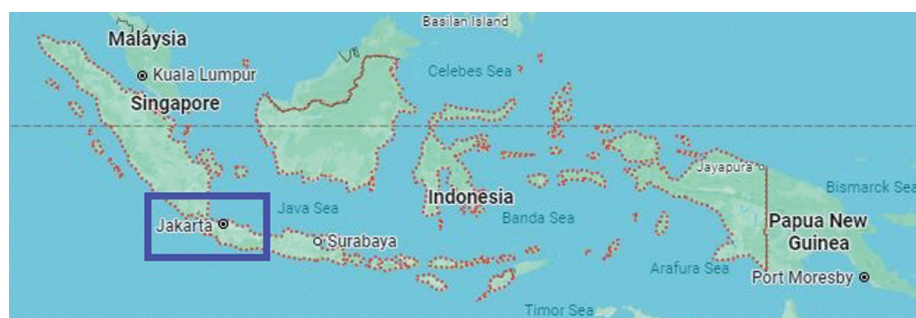 Basilan Island
Malaysia
Celebes Sea
Kuala Lumpur
Singapore
Jayapura
Bismarck Sea
Indonesia
Java Sea
Banda Sea
Jakarta
Papua New
Guinea
Surabaya
Arafura Sea
Port Moresby
Timor Sea